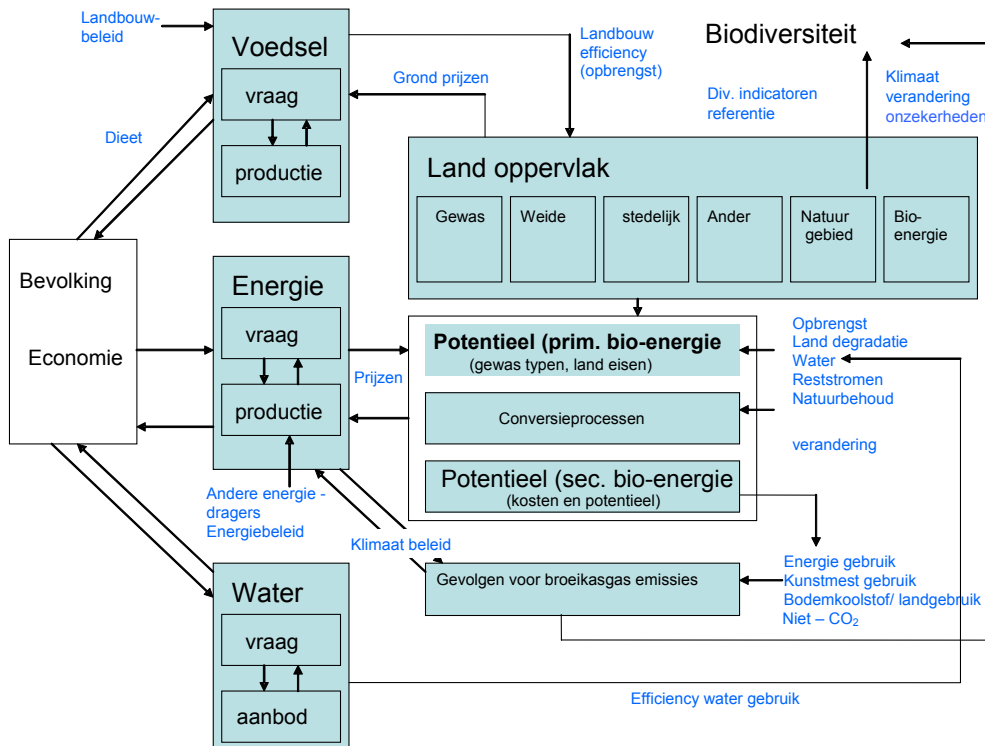 Landbouw-
beleid
Voedsel
vraag
productie
Dieet
Grond prijzen
Landbouw
efficiency
(opbrengst)
Biodiversiteit
Div. indicatoren
referentie
Klimaat
verandering
onzekerheden
Land oppervlak
Gewas
Weide
stedelijk
Ander
Natuur
gebied
Bio-
energie
Bevolking
Economie
Energie
vraag
productie
Prijzen
Andere energie -
dragers
Energiebeleid
Potentieel (prim. bio-energie
(gewas typen, land eisen)
Conversieprocessen
Potentieel (sec. bio-energie
(kosten en potentieel)
Opbrengst
Land degradatie
Water
Reststromen
Natuurbehoud
verandering
Klimaat beleid
Gevolgen voor broeikasgas emissies
Energie gebruik
Kunstmest gebruik
Bodemkoolstof/ landgebruik
Niet – CO₂
Water
vraag
aanbod
Efficiency water gebruik